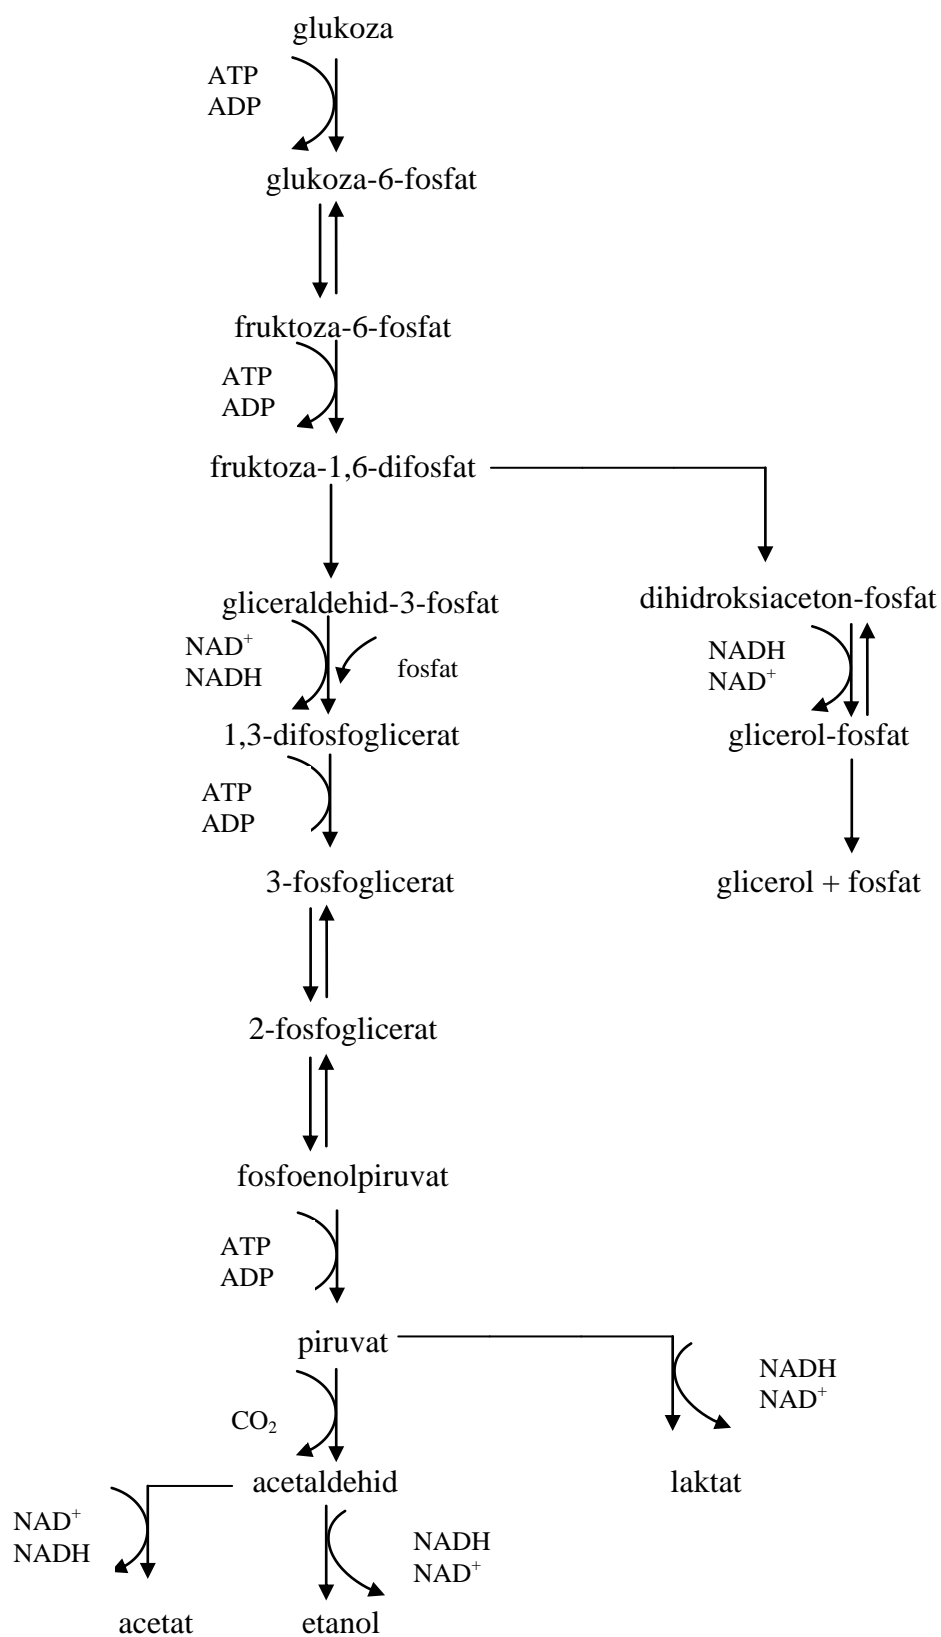 glukoza
ATP
ADP
glukoza-6-fosfat
fruktoza-6-fosfat
ATP
ADP
fruktoza-1,6-difosfat
gliceraldehid-3-fosfat
dihidroksiaceton-fosfat
NAD⁺
NADH
fosfat
NADH
NAD⁺
1,3-difosfoglicerat
glicerol-fosfat
ATP
ADP
3-fosfoglicerat
glicerol + fosfat
2-fosfoglicerat
fosfoenolpiruvat
ATP
ADP
piruvat
NADH
NAD⁺
CO₂
acetaldehid
laktat
NAD⁺
NADH
NADH
NAD⁺
acetat
etanol